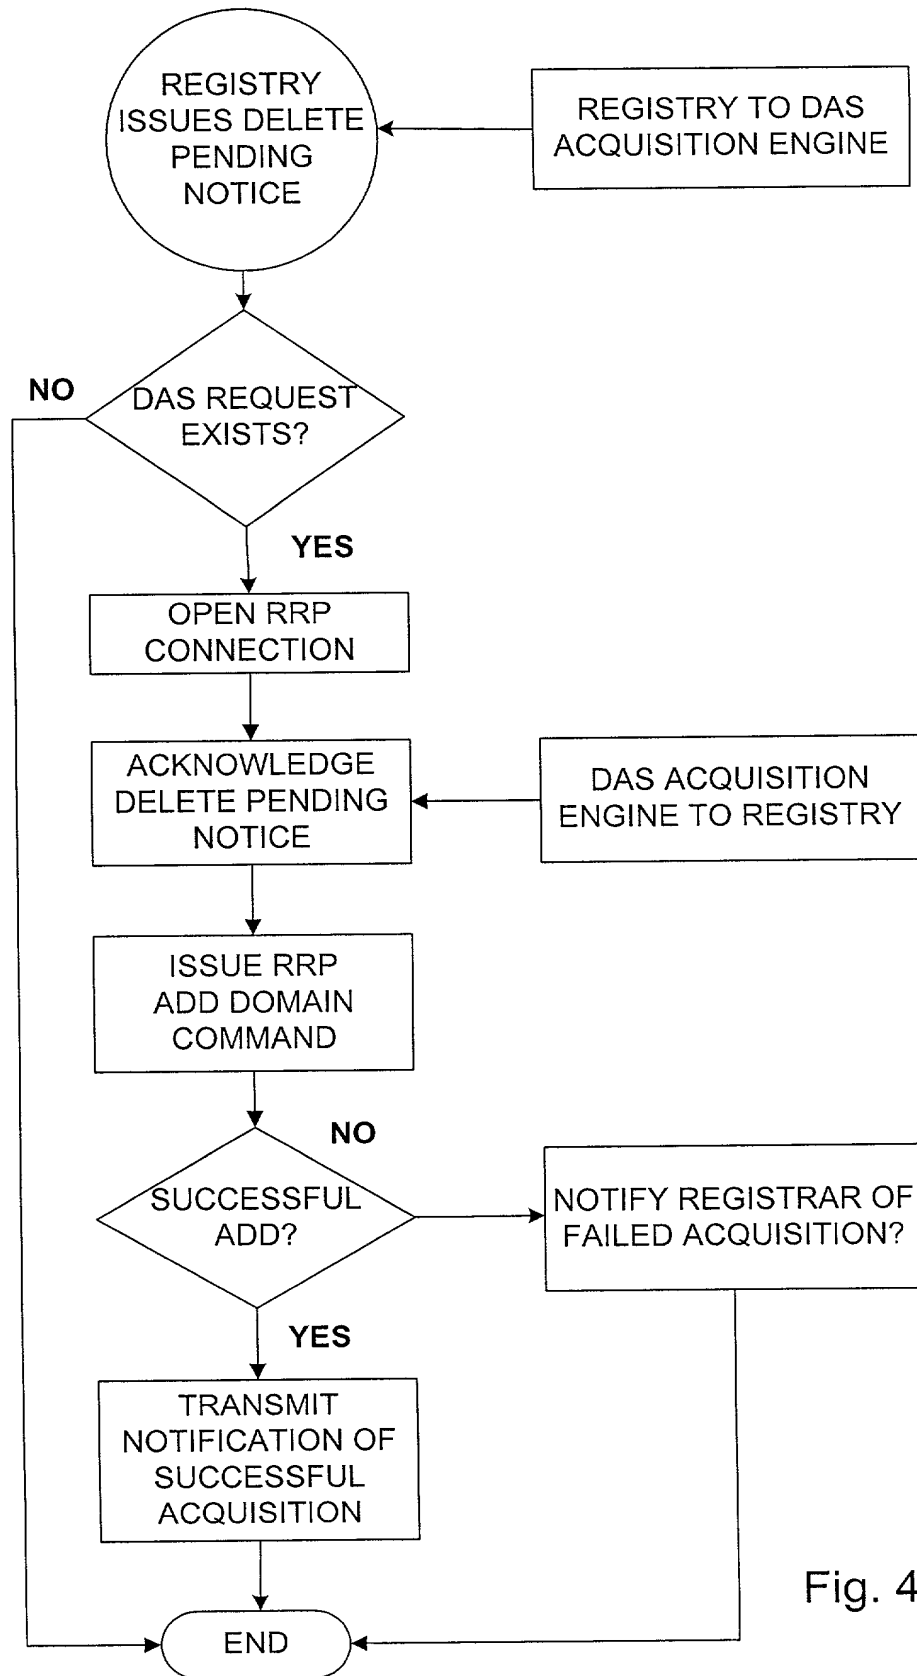 REGISTRY
ISSUES DELETE
PENDING
NOTICE
REGISTRY TO DAS
ACQUISITION ENGINE
NO
DAS REQUEST
EXISTS?
YES
OPEN RRP
CONNECTION
ACKNOWLEDGE
DELETE PENDING
NOTICE
DAS ACQUISITION
ENGINE TO REGISTRY
ISSUE RRP
ADD DOMAIN
COMMAND
NO
SUCCESSFUL
ADD?
NOTIFY REGISTRAR OF
FAILED ACQUISITION?
YES
TRANSMIT
NOTIFICATION OF
SUCCESSFUL
ACQUISITION
Fig. 4
END